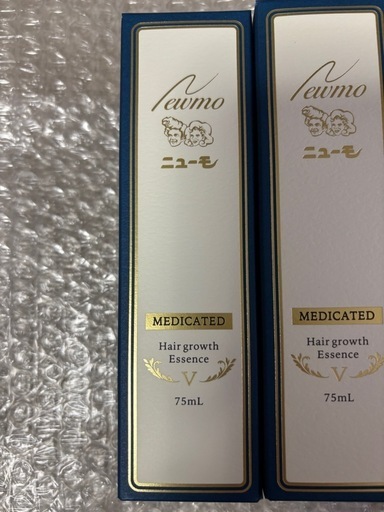 Newmo
ニューモ
MEDICATED
Hair growth
Essence
V
75mL
Newmo
ニューモ
MEDICATED
Hair growth
Essence
V
75mL